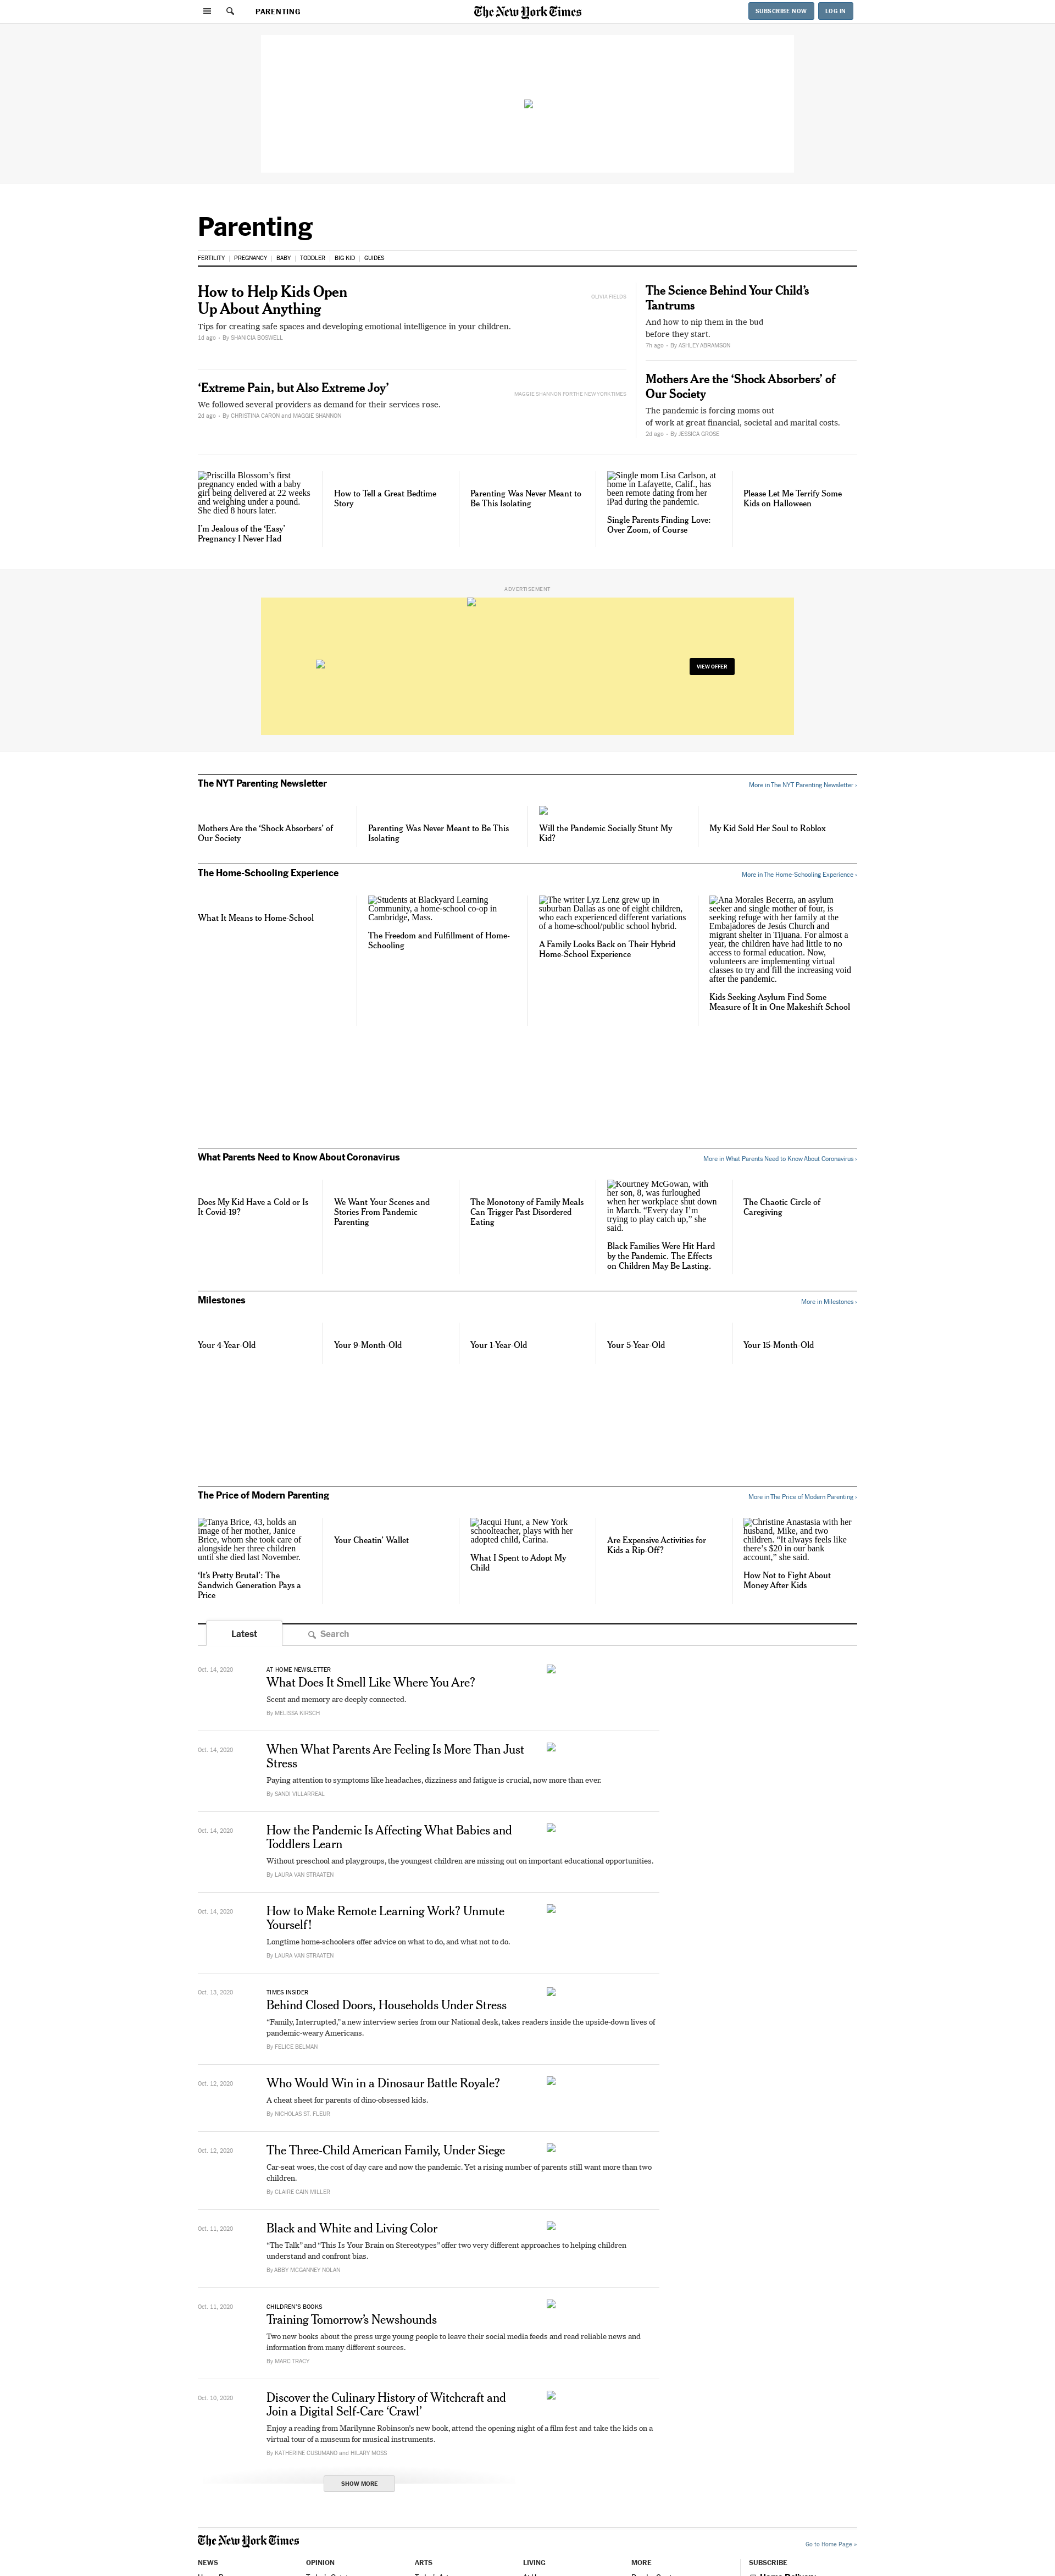 PARENTING
The New York Times
SUBSCRIBE NOW
LOG IN
Parenting
FERTILITY
PREGNANCY
BABY
TODDLER
BIG KID
GUIDES
How to Help Kids Open
Up About Anything
Tips for creating safe spaces and developing emotional intelligence in your children.
1d ago – By SHANICIA BOSWELL
OLIVIA FIELDS
‘Extreme Pain, but Also Extreme Joy’
We followed several providers as demand for their services rose.
2d ago – By CHRISTINA CARON and MAGGIE SHANNON
MAGGIE SHANNON FOR THE NEW YORK TIMES
The Science Behind Your Child’s
Tantrums
And how to nip them in the bud
before they start.
7h ago – By ASHLEY ABRAMSON
Mothers Are the ‘Shock Absorbers’ of
Our Society
The pandemic is forcing moms out
of work at great financial, societal and marital costs.
2d ago – By JESSICA GROSE
Priscilla Blossom’s first
pregnancy ended with a baby
girl being delivered at 22 weeks
and weighing under a pound.
She died 8 hours later.
I’m Jealous of the ‘Easy’
Pregnancy I Never Had
How to Tell a Great Bedtime
Story
Parenting Was Never Meant to
Be This Isolating
Single mom Lisa Carlson, at
home in Lafayette, Calif., has
been remote dating from her
iPad during the pandemic.
Single Parents Finding Love:
Over Zoom, of Course
Please Let Me Terrify Some
Kids on Halloween
ADVERTISEMENT
VIEW OFFER
The NYT Parenting Newsletter
More in The NYT Parenting Newsletter ›
Mothers Are the ‘Shock Absorbers’ of
Our Society
Parenting Was Never Meant to Be This
Isolating
Will the Pandemic Socially Stunt My
Kid?
My Kid Sold Her Soul to Roblox
The Home-Schooling Experience
More in The Home-Schooling Experience ›
What It Means to Home-School
Students at Blackyard Learning
Community, a home-school co-op in
Cambridge, Mass.
The Freedom and Fulfillment of Home-
Schooling
The writer Lyz Lenz grew up in
suburban Dallas as one of eight children,
who each experienced different variations
of a home-school/public school hybrid.
A Family Looks Back on Their Hybrid
Home-School Experience
Ana Morales Becerra, an asylum
seeker and single mother of four, is
seeking refuge with her family at the
Embajadores de Jesús Church and
migrant shelter in Tijuana. For almost a
year, the children have had little to no
access to formal education. Now,
volunteers are implementing virtual
classes to try and fill the increasing void
after the pandemic.
Kids Seeking Asylum Find Some
Measure of It in One Makeshift School
What Parents Need to Know About Coronavirus
More in What Parents Need to Know About Coronavirus ›
Does My Kid Have a Cold or Is
It Covid-19?
We Want Your Scenes and
Stories From Pandemic
Parenting
The Monotony of Family Meals
Can Trigger Past Disordered
Eating
Kourtney McGowan, with
her son, 8, was furloughed
when her workplace shut down
in March. “Every day I’m
trying to play catch up,” she
said.
Black Families Were Hit Hard
by the Pandemic. The Effects
on Children May Be Lasting.
The Chaotic Circle of
Caregiving
Milestones
More in Milestones ›
Your 4-Year-Old
Your 9-Month-Old
Your 1-Year-Old
Your 5-Year-Old
Your 15-Month-Old
The Price of Modern Parenting
More in The Price of Modern Parenting ›
Tanya Brice, 43, holds an
image of her mother, Janice
Brice, whom she took care of
alongside her three children
until she died last November.
‘It’s Pretty Brutal’: The
Sandwich Generation Pays a
Price
Your Cheatin’ Wallet
Jacqui Hunt, a New York
schoolteacher, plays with her
adopted child, Carina.
What I Spent to Adopt My
Child
Are Expensive Activities for
Kids a Rip-Off?
Christine Anastasia with her
husband, Mike, and two
children. “It always feels like
there’s $20 in our bank
account,” she said.
How Not to Fight About
Money After Kids
Latest
Search
Oct. 14, 2020
AT HOME NEWSLETTER
What Does It Smell Like Where You Are?
Scent and memory are deeply connected.
By MELISSA KIRSCH
Oct. 14, 2020
When What Parents Are Feeling Is More Than Just
Stress
Paying attention to symptoms like headaches, dizziness and fatigue is crucial, now more than ever.
By SANDI VILLARREAL
Oct. 14, 2020
How the Pandemic Is Affecting What Babies and
Toddlers Learn
Without preschool and playgroups, the youngest children are missing out on important educational opportunities.
By LAURA VAN STRAATEN
Oct. 14, 2020
How to Make Remote Learning Work? Unmute
Yourself!
Longtime home-schoolers offer advice on what to do, and what not to do.
By LAURA VAN STRAATEN
Oct. 13, 2020
TIMES INSIDER
Behind Closed Doors, Households Under Stress
“Family, Interrupted,” a new interview series from our National desk, takes readers inside the upside-down lives of
pandemic-weary Americans.
By FELICE BELMAN
Oct. 12, 2020
Who Would Win in a Dinosaur Battle Royale?
A cheat sheet for parents of dino-obsessed kids.
By NICHOLAS ST. FLEUR
Oct. 12, 2020
The Three-Child American Family, Under Siege
Car-seat woes, the cost of day care and now the pandemic. Yet a rising number of parents still want more than two
children.
By CLAIRE CAIN MILLER
Oct. 11, 2020
Black and White and Living Color
“The Talk” and “This Is Your Brain on Stereotypes” offer two very different approaches to helping children
understand and confront bias.
By ABBY MCGANNEY NOLAN
Oct. 11, 2020
CHILDREN’S BOOKS
Training Tomorrow’s Newshounds
Two new books about the press urge young people to leave their social media feeds and read reliable news and
information from many different sources.
By MARC TRACY
Oct. 10, 2020
Discover the Culinary History of Witchcraft and
Join a Digital Self-Care ‘Crawl’
Enjoy a reading from Marilynne Robinson’s new book, attend the opening night of a film fest and take the kids on a
virtual tour of a museum for musical instruments.
By KATHERINE CUSUMANO and HILARY MOSS
SHOW MORE
The New York Times
Go to Home Page »
NEWS
OPINION
ARTS
LIVING
MORE
SUBSCRIBE